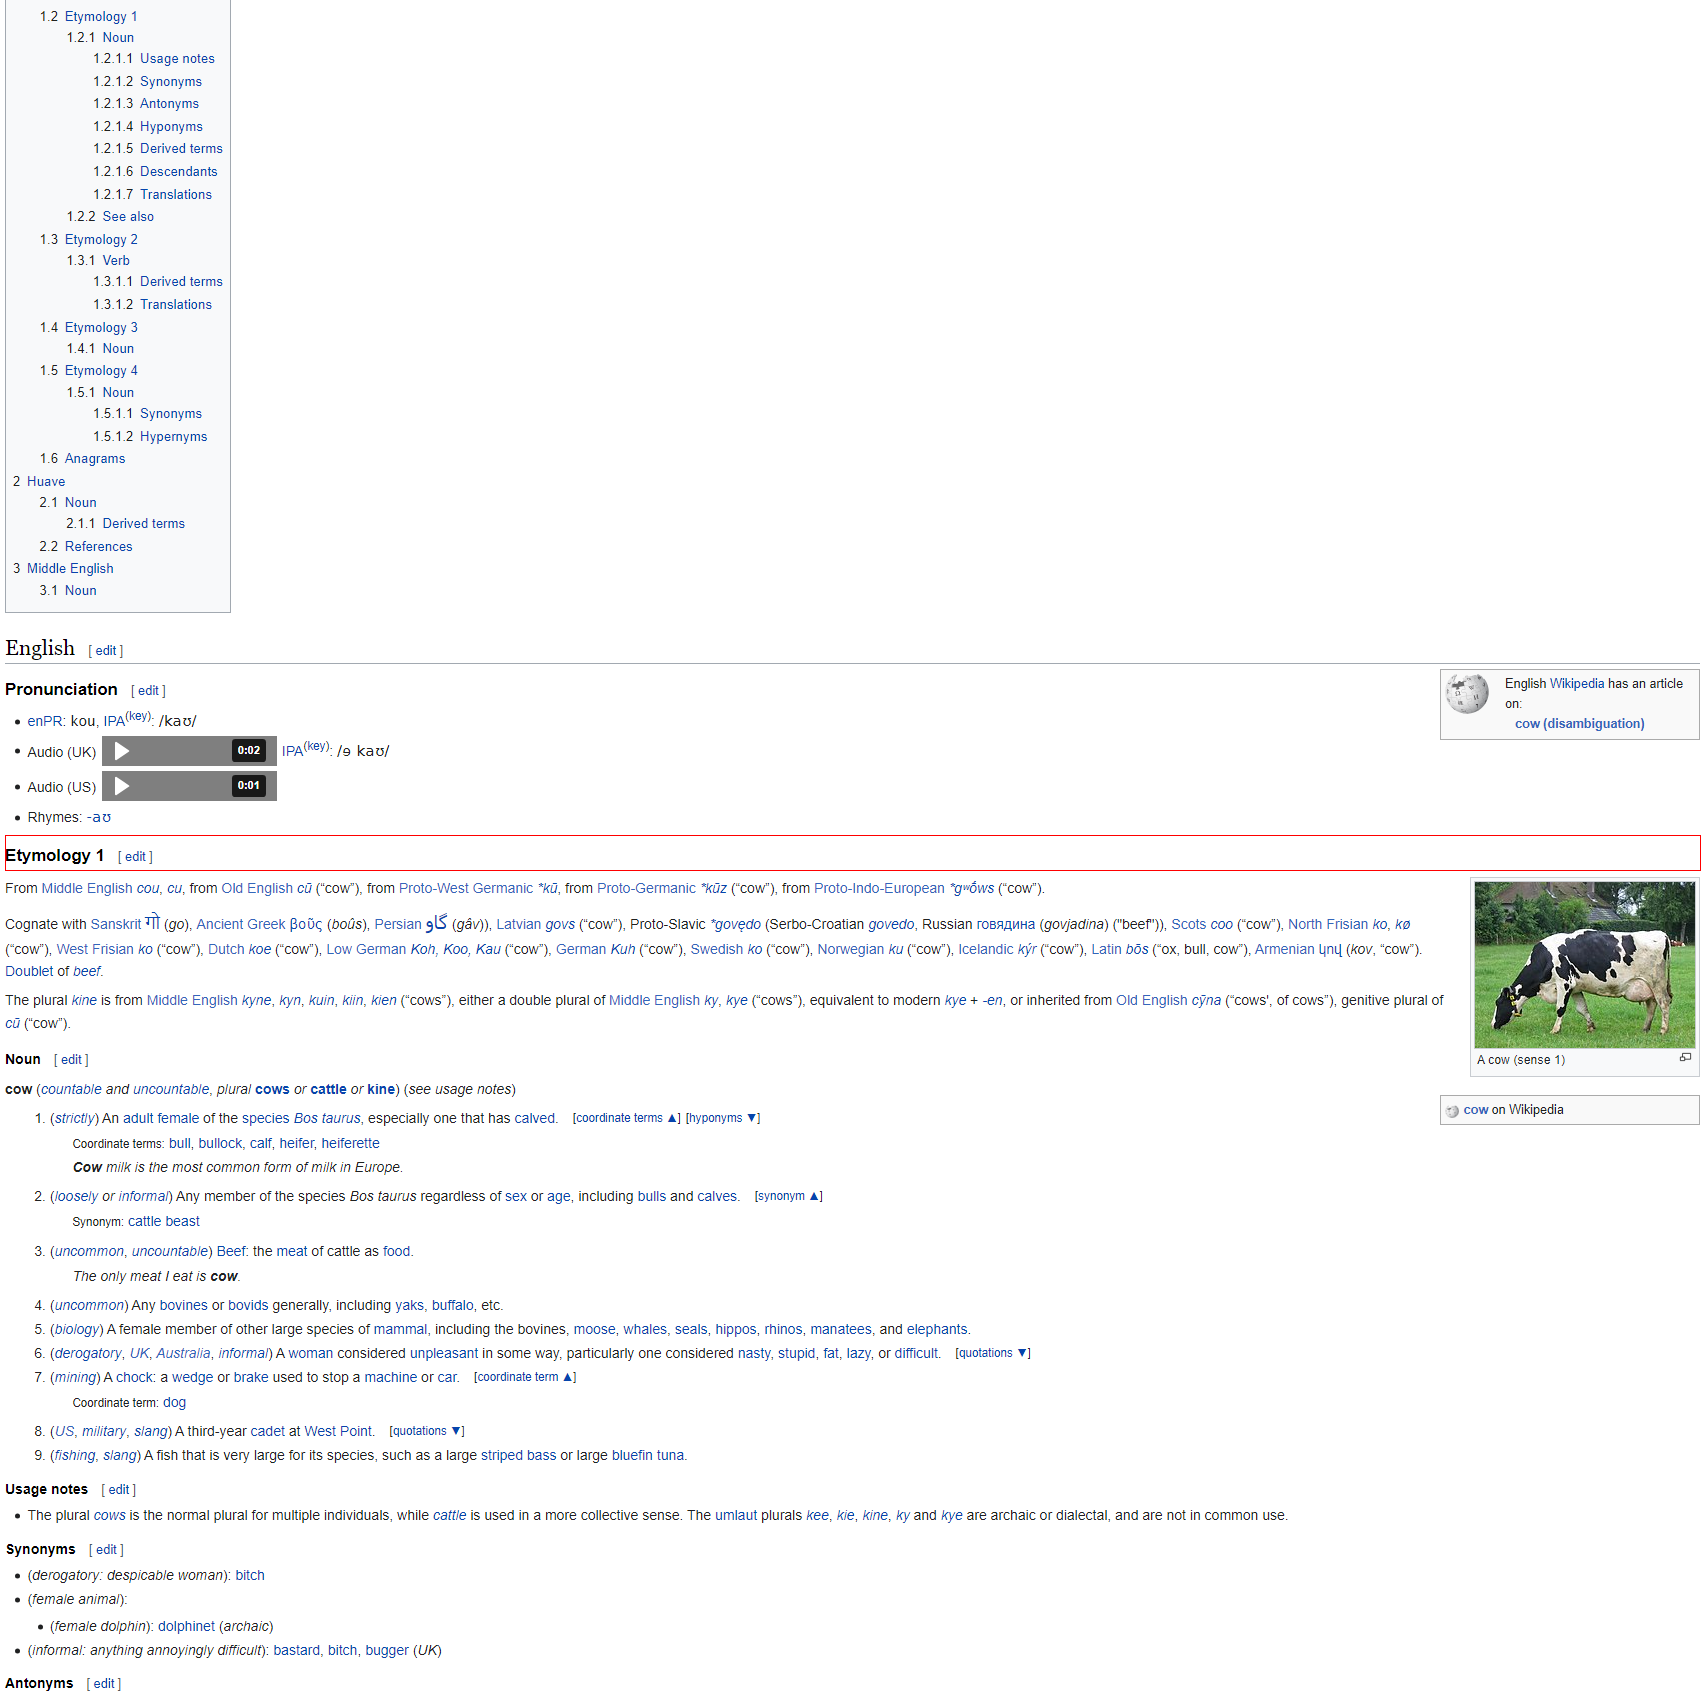 1.2 Etymology 1
1.2.1 Noun
1.2.1.1 Usage notes
1.2.1.2 Synonyms
1.2.1.3 Antonyms
1.2.1.4 Hyponyms
1.2.1.5 Derived terms
1.2.1.6 Descendants
1.2.1.7 Translations
1.2.2 See also
1.3 Etymology 2
1.3.1 Verb
1.3.1.1 Derived terms
1.3.1.2 Translations
1.4 Etymology 3
1.4.1 Noun
1.5 Etymology 4
1.5.1 Noun
1.5.1.1 Synonyms
1.5.1.2 Hypernyms
1.6 Anagrams
2 Huave
2.1 Noun
2.1.1 Derived terms
2.2 References
3 Middle English
3.1 Noun
English [ edit ]
Pronunciation [ edit ]
English Wikipedia has an article
on:
cow (disambiguation)
• enPR: kou, IPA(key): /kaʊ/
• Audio (UK) 0:02 IPA(key): /ɘ kaʊ/
• Audio (US) 0:01
• Rhymes: -aʊ
Etymology 1 [ edit ]
From Middle English cou, cu, from Old English cū (“cow”), from Proto-West Germanic *kū, from Proto-Germanic *kūz (“cow”), from Proto-Indo-European *gʷṓws (“cow”).
Cognate with Sanskrit गो (go), Ancient Greek βοῦς (boûs), Persian گاو (gâv)), Latvian govs (“cow”), Proto-Slavic *govędo (Serbo-Croatian govedo, Russian говядина (govjadina) ("beef")), Scots coo (“cow”), North Frisian ko, kø
(“cow”), West Frisian ko (“cow”), Dutch koe (“cow”), Low German Koh, Koo, Kau (“cow”), German Kuh (“cow”), Swedish ko (“cow”), Norwegian ku (“cow”), Icelandic kýr (“cow”), Latin bōs (“ox, bull, cow”), Armenian կով (kov, “cow”).
Doublet of beef.
The plural kine is from Middle English kyne, kyn, kuin, kiin, kien (“cows”), either a double plural of Middle English ky, kye (“cows”), equivalent to modern kye + -en, or inherited from Old English cȳna (“cows', of cows”), genitive plural of
cū (“cow”).
A cow (sense 1)
Noun [ edit ]
cow (countable and uncountable, plural cows or cattle or kine) (see usage notes)
cow on Wikipedia
1. (strictly) An adult female of the species Bos taurus, especially one that has calved. [coordinate terms ▲] [hyponyms ▼]
Coordinate terms: bull, bullock, calf, heifer, heiferette
Cow milk is the most common form of milk in Europe.
2. (loosely or informal) Any member of the species Bos taurus regardless of sex or age, including bulls and calves. [synonym ▲]
Synonym: cattle beast
3. (uncommon, uncountable) Beef: the meat of cattle as food.
The only meat I eat is cow.
4. (uncommon) Any bovines or bovids generally, including yaks, buffalo, etc.
5. (biology) A female member of other large species of mammal, including the bovines, moose, whales, seals, hippos, rhinos, manatees, and elephants.
6. (derogatory, UK, Australia, informal) A woman considered unpleasant in some way, particularly one considered nasty, stupid, fat, lazy, or difficult. [quotations ▼]
7. (mining) A chock: a wedge or brake used to stop a machine or car. [coordinate term ▲]
Coordinate term: dog
8. (US, military, slang) A third-year cadet at West Point. [quotations ▼]
9. (fishing, slang) A fish that is very large for its species, such as a large striped bass or large bluefin tuna.
Usage notes [ edit ]
• The plural cows is the normal plural for multiple individuals, while cattle is used in a more collective sense. The umlaut plurals kee, kie, kine, ky and kye are archaic or dialectal, and are not in common use.
Synonyms [ edit ]
• (derogatory: despicable woman): bitch
• (female animal):
• (female dolphin): dolphinet (archaic)
• (informal: anything annoyingly difficult): bastard, bitch, bugger (UK)
Antonyms [ edit ]